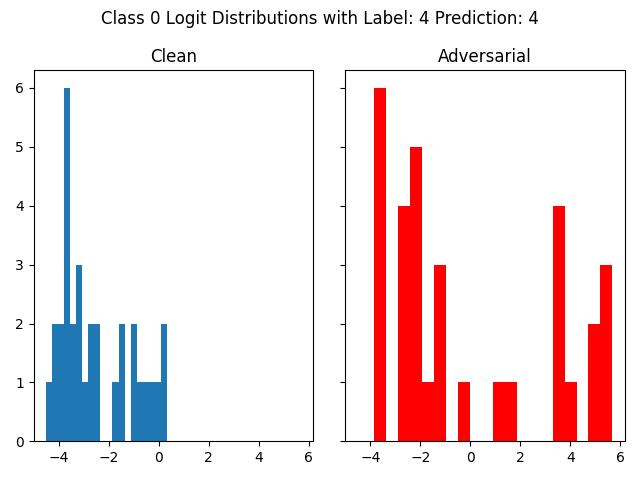 Class 0 Logit Distributions with Label: 4 Prediction: 4
Clean
Adversarial
6
5
4
3
2
1
0
−4 −2 0 2 4 6
−4 −2 0 2 4 6